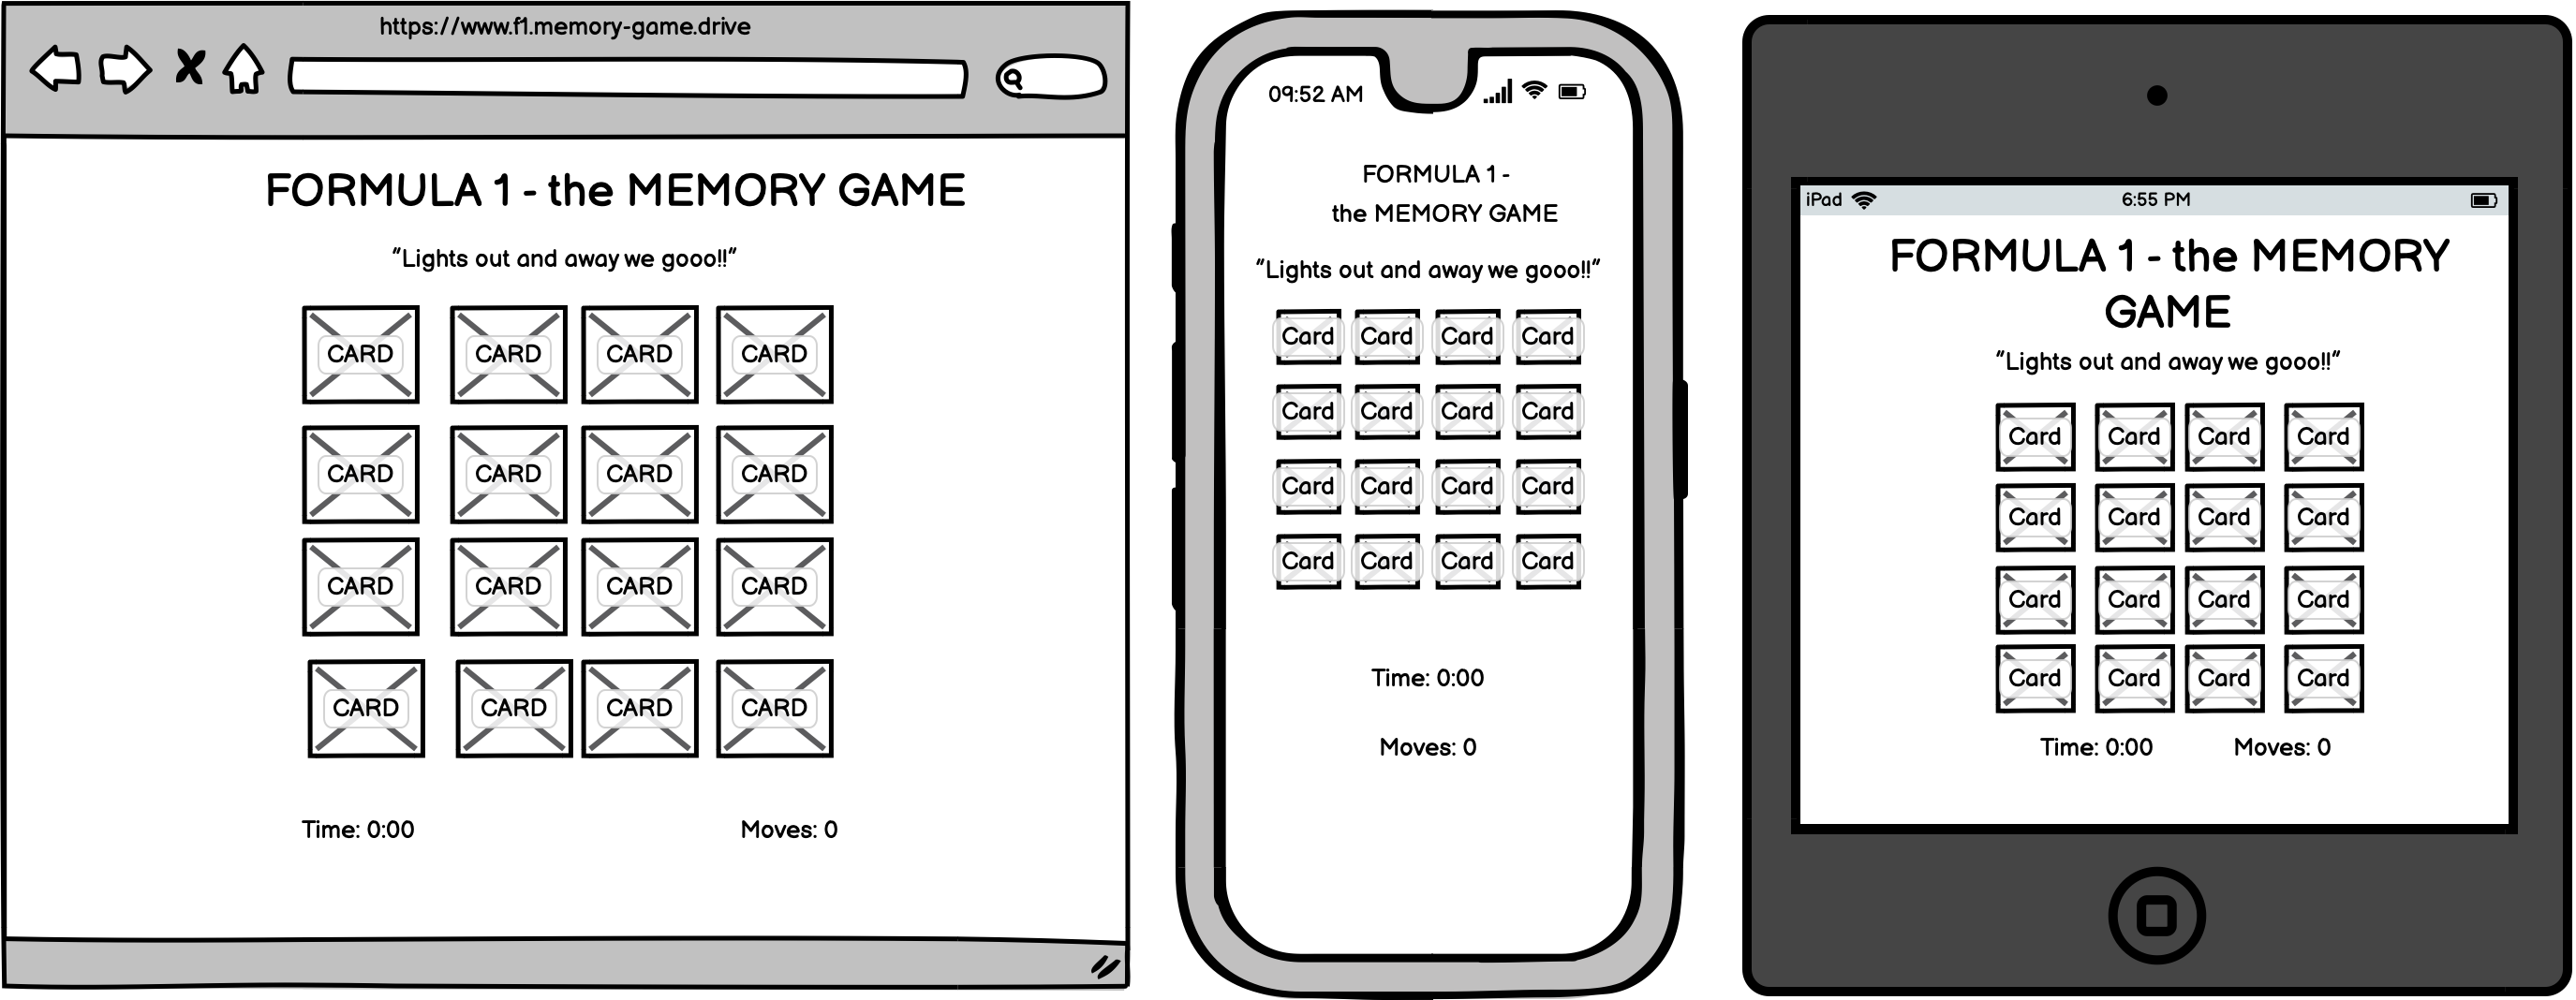 https://www.f1.memory-game.drive
FORMULA 1 - the MEMORY GAME
"Lights out and away we gooo!!"
CARD CARD CARD CARD
CARD CARD CARD CARD
CARD CARD CARD CARD
CARD CARD CARD CARD
Time: 0:00 Moves: 0
09:52 AM
FORMULA 1 -
the MEMORY GAME
"Lights out and away we gooo!!"
Card Card Card Card
Card Card Card Card
Card Card Card Card
Card Card Card Card
Time: 0:00
Moves: 0
iPad 6:55 PM
FORMULA 1 - the MEMORY
GAME
"Lights out and away we gooo!!"
Card Card Card Card
Card Card Card Card
Card Card Card Card
Card Card Card Card
Time: 0:00 Moves: 0